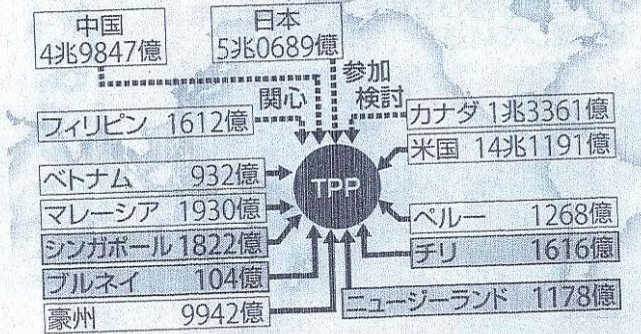 中国
4兆9847億
日本
5兆0689億
関心
参加
検討
フィリピン 1612億
カナダ 1兆3361億
米国 14兆1191億
ベトナム 932億
マレーシア 1930億
シンガポール 1822億
ブルネイ 104億
豪州 9942億
TPP
ペルー 1268億
チリ 1616億
ニュージーランド 1178億